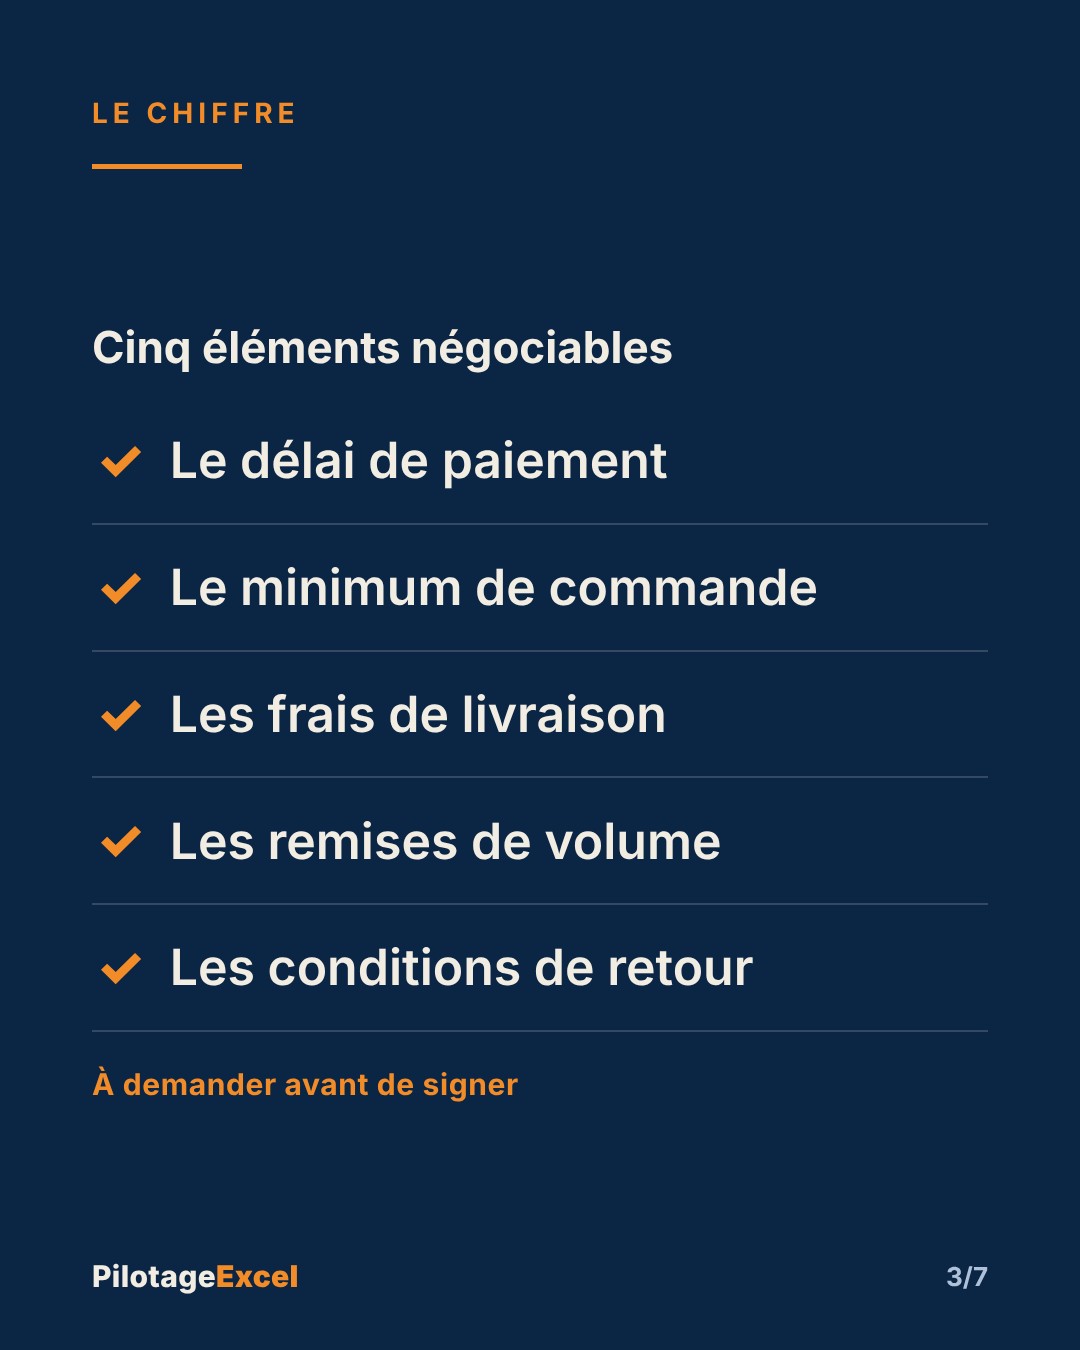 LE CHIFFRE
Cinq éléments négociables
Le délai de paiement
Le minimum de commande
Les frais de livraison
Les remises de volume
Les conditions de retour
À demander avant de signer
PilotageExcel
3/7